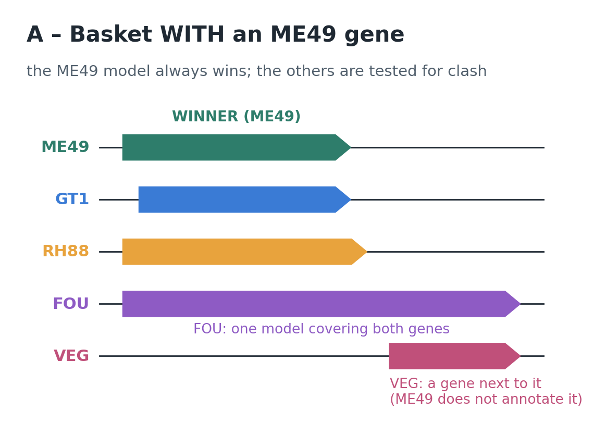 A – Basket WITH an ME49 gene
the ME49 model always wins; the others are tested for clash
WINNER (ME49)
ME49
GT1
RH88
FOU
FOU: one model covering both genes
VEG
VEG: a gene next to it
(ME49 does not annotate it)